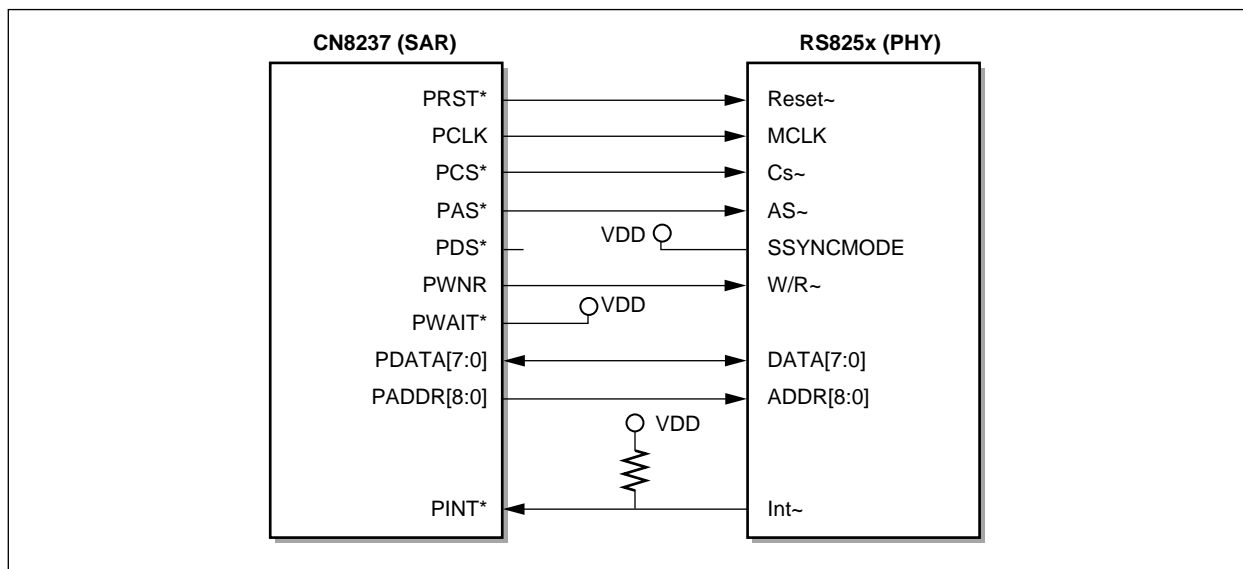 CN8237 (SAR) RS825x (PHY)
PRST* Reset~
PCLK MCLK
PCS* Cs~
PAS* AS~
PDS* VDD SSYNCMODE
PWNR W/R~
PWAIT* VDD
PDATA[7:0] DATA[7:0]
PADDR[8:0] ADDR[8:0]
VDD
PINT* Int~